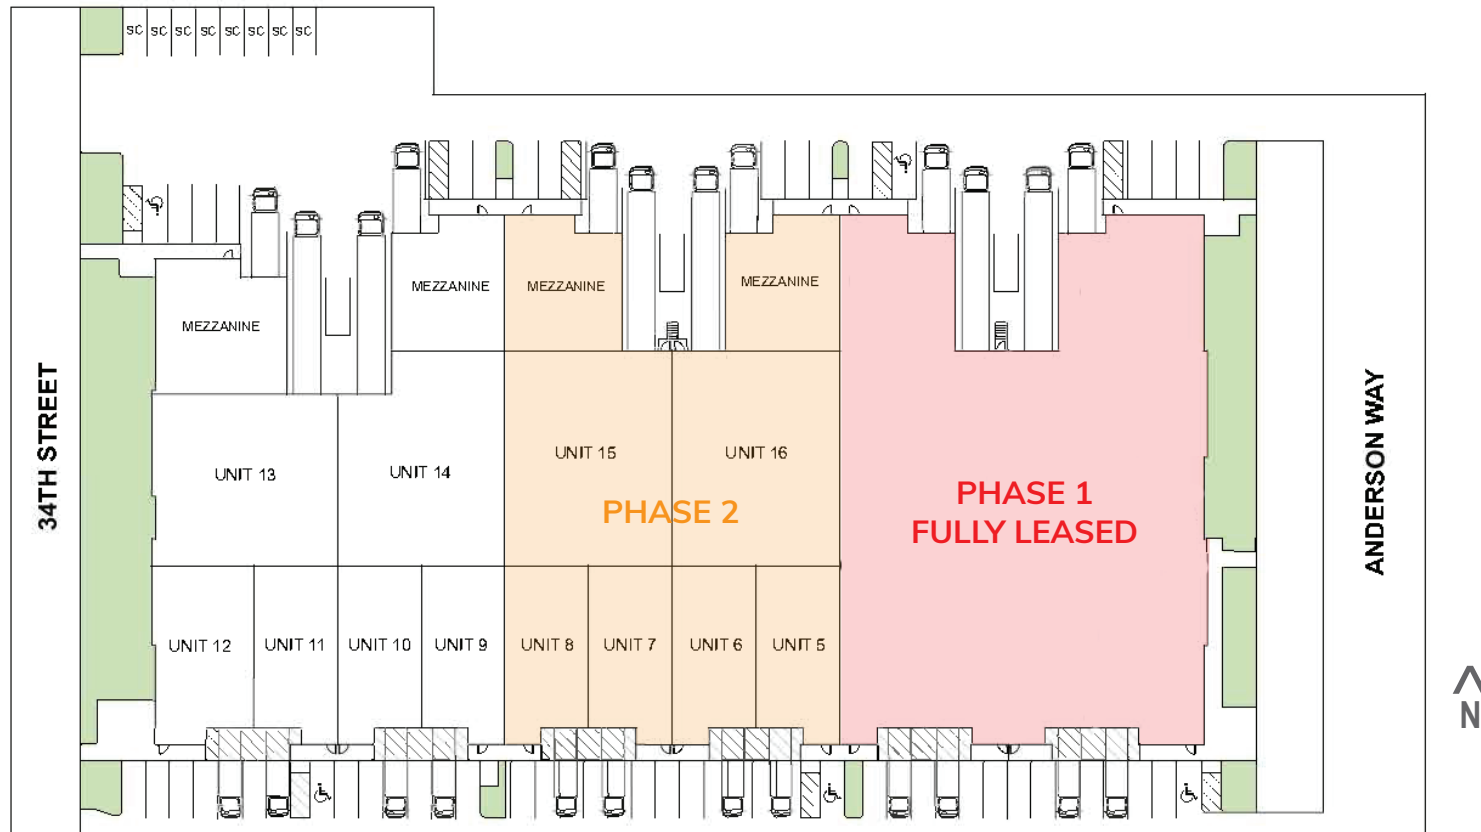 SC SC SC SC SC SC SC SC
MEZZANINE
MEZZANINE
MEZZANINE
MEZZANINE
34TH STREET
ANDERSON WAY
UNIT 13
UNIT 14
UNIT 15
UNIT 16
PHASE 2
PHASE 1
FULLY LEASED
UNIT 12
UNIT 11
UNIT 10
UNIT 9
UNIT 8
UNIT 7
UNIT 6
UNIT 5
N